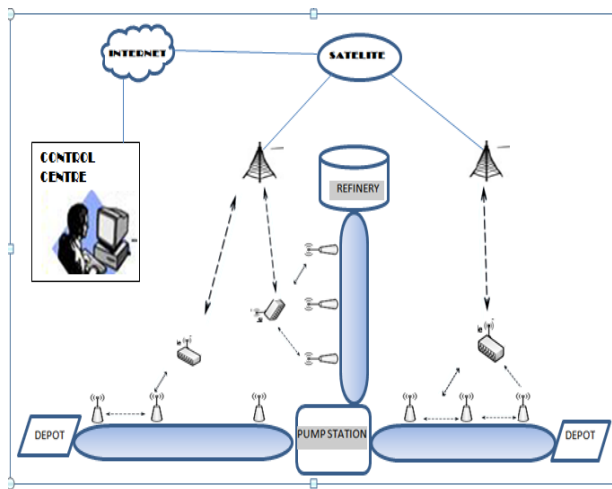 INTERNET
SATELITE
CONTROL
CENTRE
REFINERY
DEPOT
PUMP STATION
DEPOT